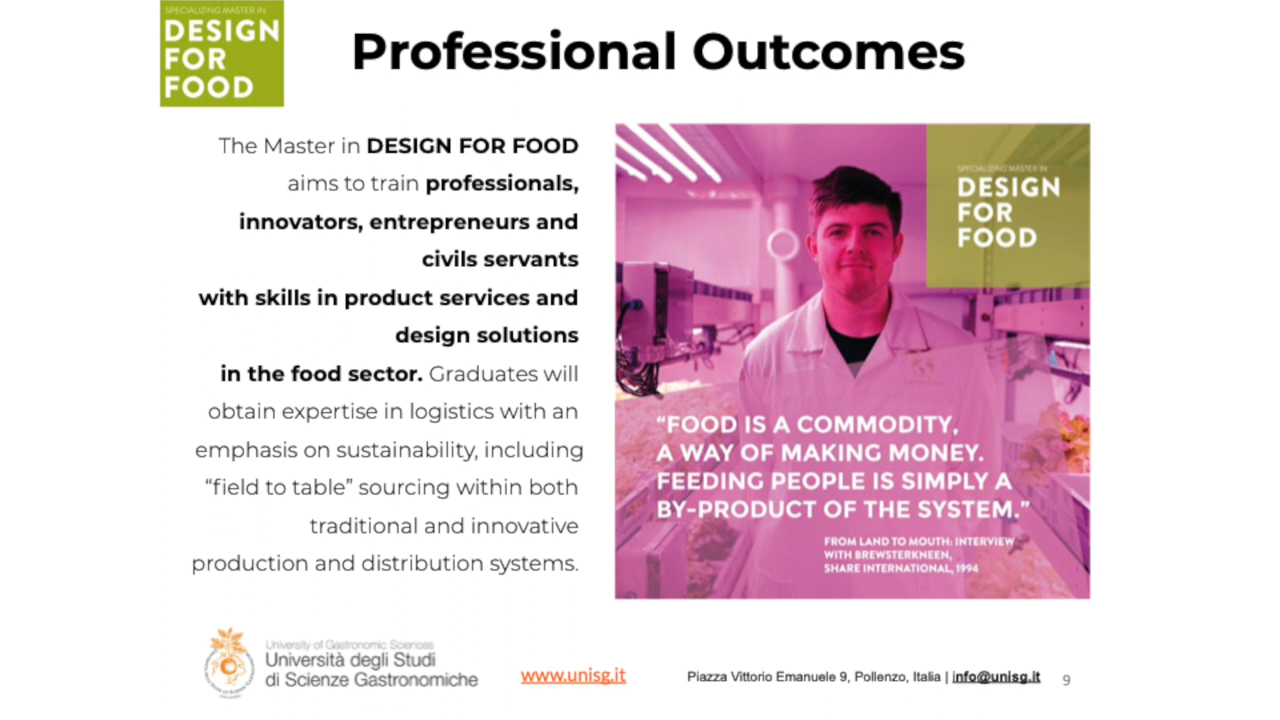 SPECIALIZING MASTER IN
DESIGN
FOR
FOOD
Professional Outcomes
The Master in DESIGN FOR FOOD
aims to train professionals,
innovators, entrepreneurs and
civils servants
with skills in product services and
design solutions
in the food sector. Graduates will
obtain expertise in logistics with an
emphasis on sustainability, including
“field to table” sourcing within both
traditional and innovative
production and distribution systems.
SPECIALIZING MASTER IN
DESIGN
FOR
FOOD
“FOOD IS A COMMODITY,
A WAY OF MAKING MONEY.
FEEDING PEOPLE IS SIMPLY A
BY-PRODUCT OF THE SYSTEM.”
FROM LAND TO MOUTH: INTERVIEW
WITH BREWSTERKNEEN,
SHARE INTERNATIONAL, 1994
University of Gastronomic Sciences
Università degli Studi
di Scienze Gastronomiche
www.unisg.it
Piazza Vittorio Emanuele 9, Pollenzo, Italia | info@unisg.it
9